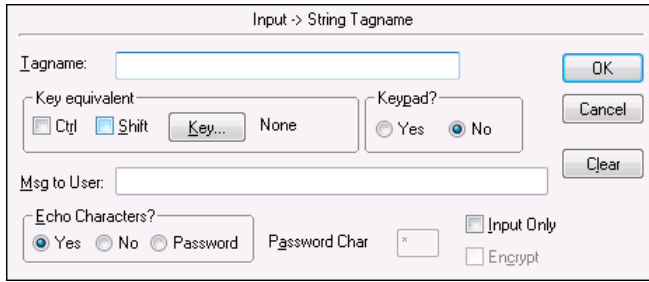 Input -> String Tagname
Tagname:
OK
Key equivalent
Keypad?
Ctrl Shift Key... None
Yes No
Cancel
Clear
Msg to User:
Echo Characters?
Yes No Password
Password Char *
Input Only
Encrypt